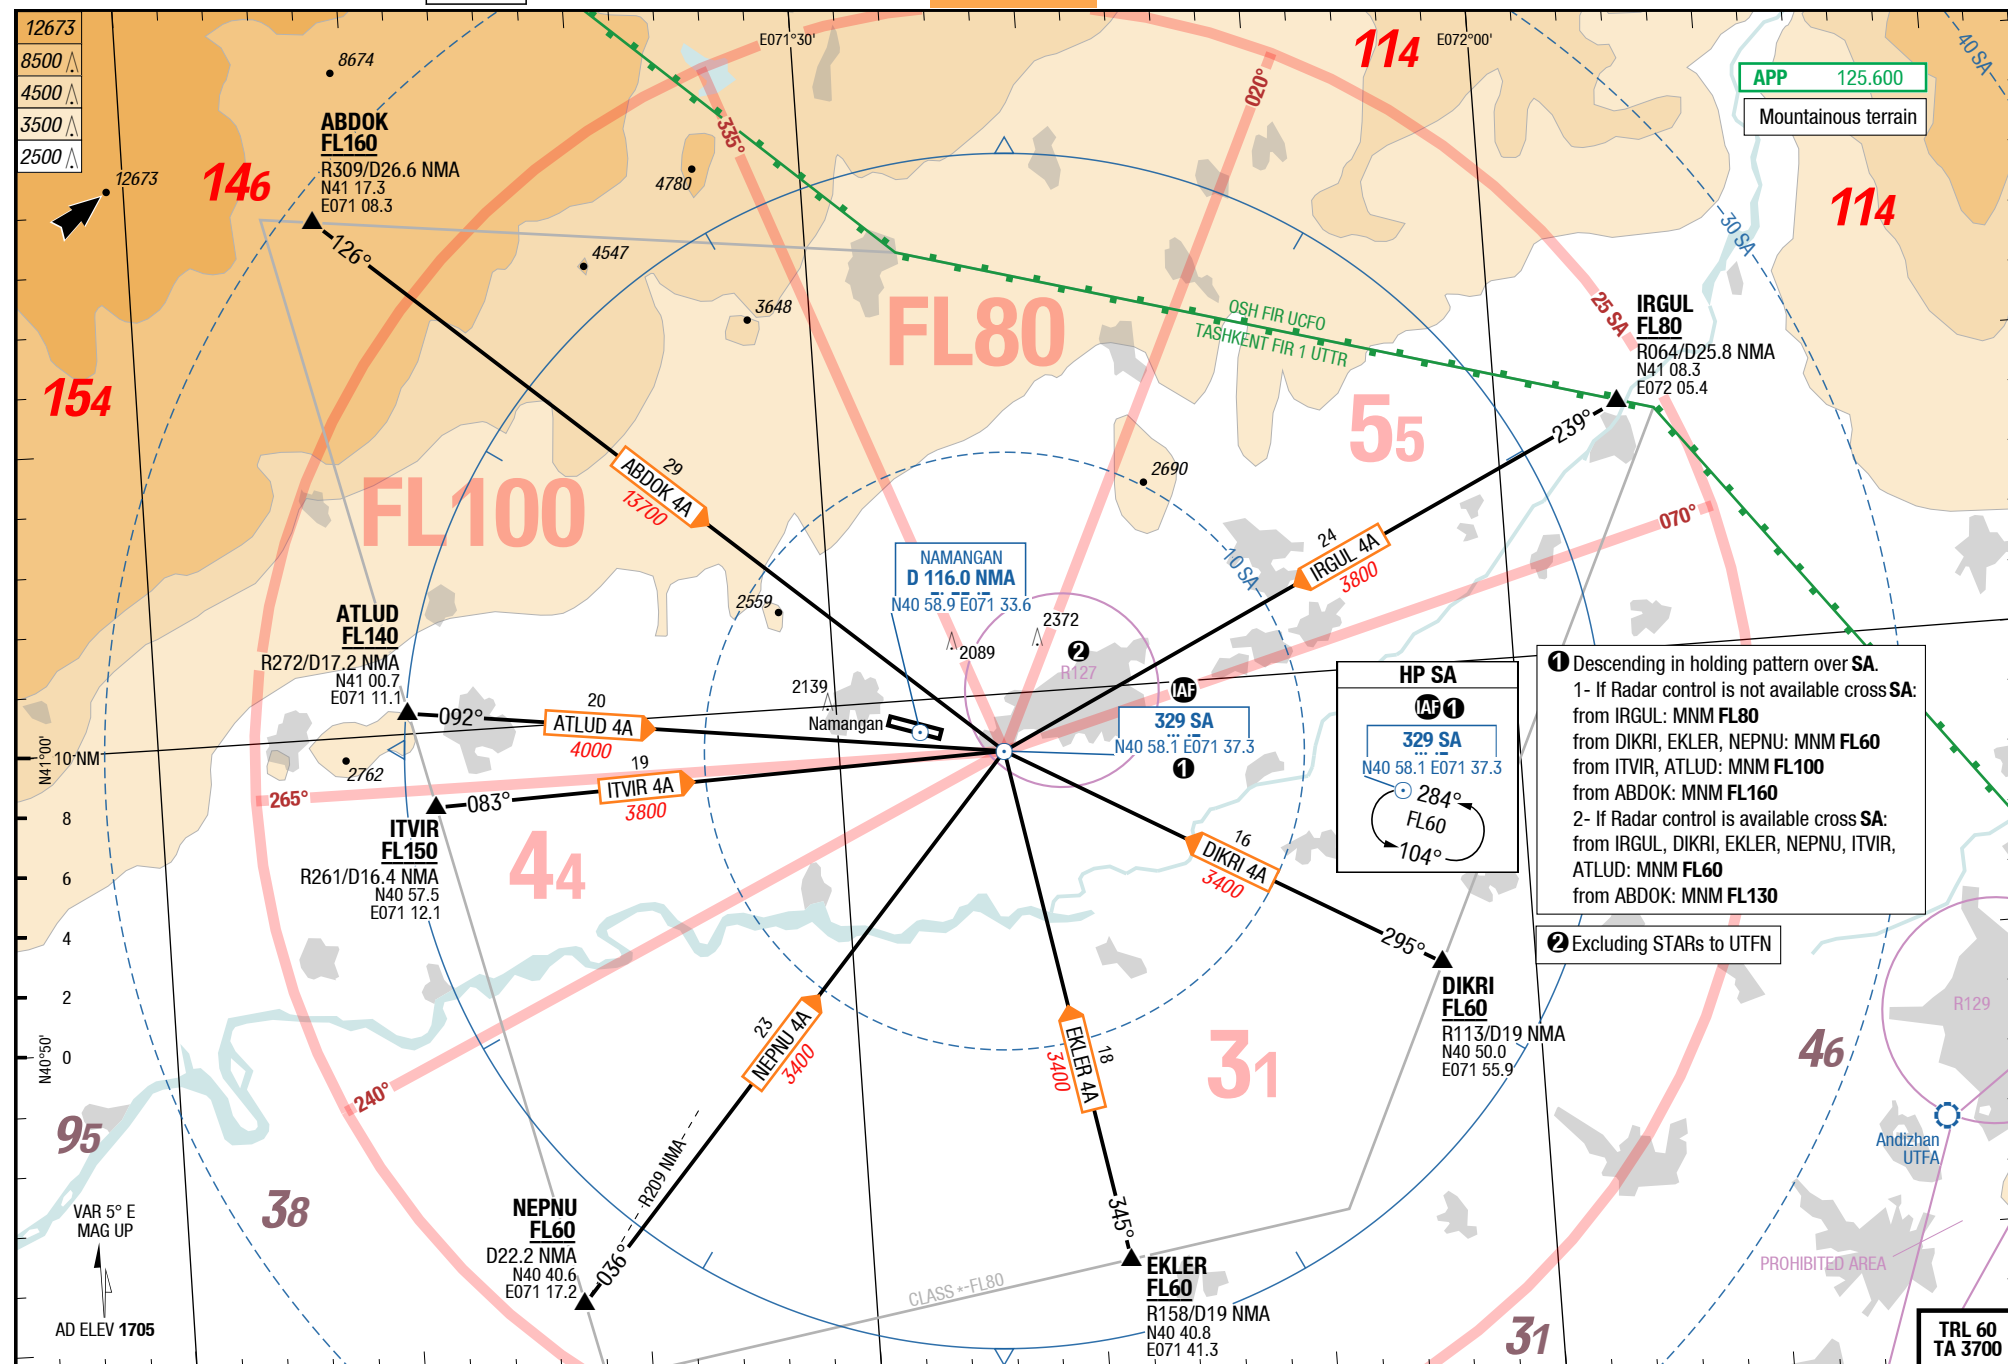 12673
8500
4500
3500
2500
8674
12673
ABDOK
FL160
R309/D26.6 NMA
N41 17.3
E071 08.3
126°
146
154
4780
4547
3648
335°
020°
E071°30'
E072°00'
114
114
40 SA
30 SA
25 SA
10 SA
APP 125.600
Mountainous terrain
FL80
OSH FIR UCFO
TASHKENT FIR 1 UTTR
IRGUL
FL80
R064/D25.8 NMA
N41 08.3
E072 05.4
239°
55
2690
070°
24
IRGUL 4A
3800
29
ABDOK 4A
13700
FL100
NAMANGAN
D 116.0 NMA
N40 58.9 E071 33.6
2559
2089
2372
2
R127
2139
Namangan
IAF
329 SA
N40 58.1 E071 37.3
1
ATLUD
FL140
R272/D17.2 NMA
N41 00.7
E071 11.1
092°
20
ATLUD 4A
4000
2762
265°
083°
19
ITVIR 4A
3800
ITVIR
FL150
R261/D16.4 NMA
N40 57.5
E071 12.1
44
HP SA
IAF 1
329 SA
N40 58.1 E071 37.3
284°
FL60
104°
1 Descending in holding pattern over SA.
1- If Radar control is not available cross SA:
from IRGUL: MNM FL80
from DIKRI, EKLER, NEPNU: MNM FL60
from ITVIR, ATLUD: MNM FL100
from ABDOK: MNM FL160
2- If Radar control is available cross SA:
from IRGUL, DIKRI, EKLER, NEPNU, ITVIR,
ATLUD: MNM FL60
from ABDOK: MNM FL130
2 Excluding STARs to UTFN
16
DIKRI 4A
3400
295°
DIKRI
FL60
R113/D19 NMA
N40 50.0
E071 55.9
N41°00'
10 NM
8
6
4
2
0
N40°50'
240°
23
NEPNU 4A
3400
18
EKLER 4A
3400
31
46
R129
Andizhan
UTFA
95
38
R209 NMA
NEPNU
FL60
D22.2 NMA
N40 40.6
E071 17.2
036°
345°
EKLER
FL60
R158/D19 NMA
N40 40.8
E071 41.3
CLASS *-FL80
PROHIBITED AREA
31
VAR 5° E
MAG UP
AD ELEV 1705
TRL 60
TA 3700